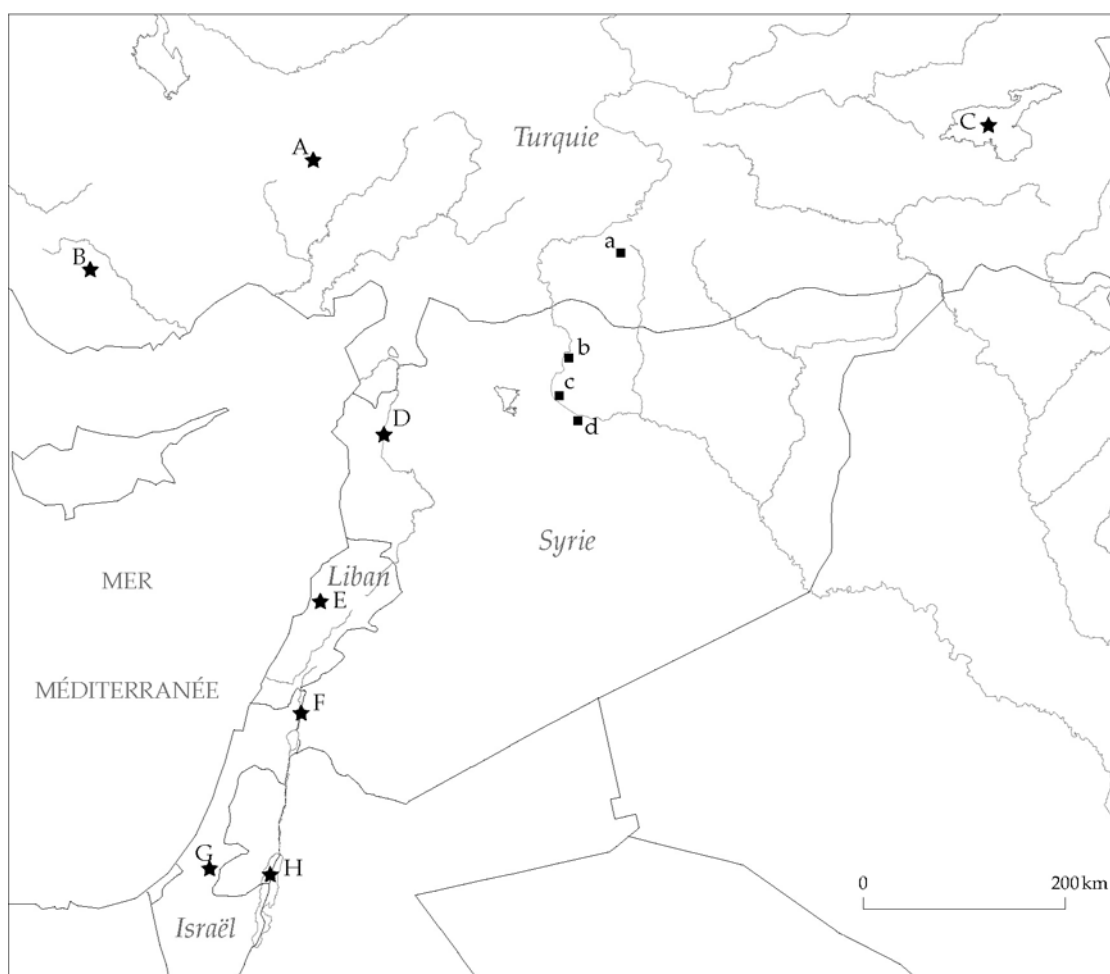 C
Turquie
A
a
B
b
c
D
d
Syrie
Liban
MER
E
MÉDITERRANÉE
F
G
H
0
200 km
Israël